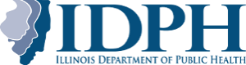 IDPH
ILLINOIS DEPARTMENT OF PUBLIC HEALTH